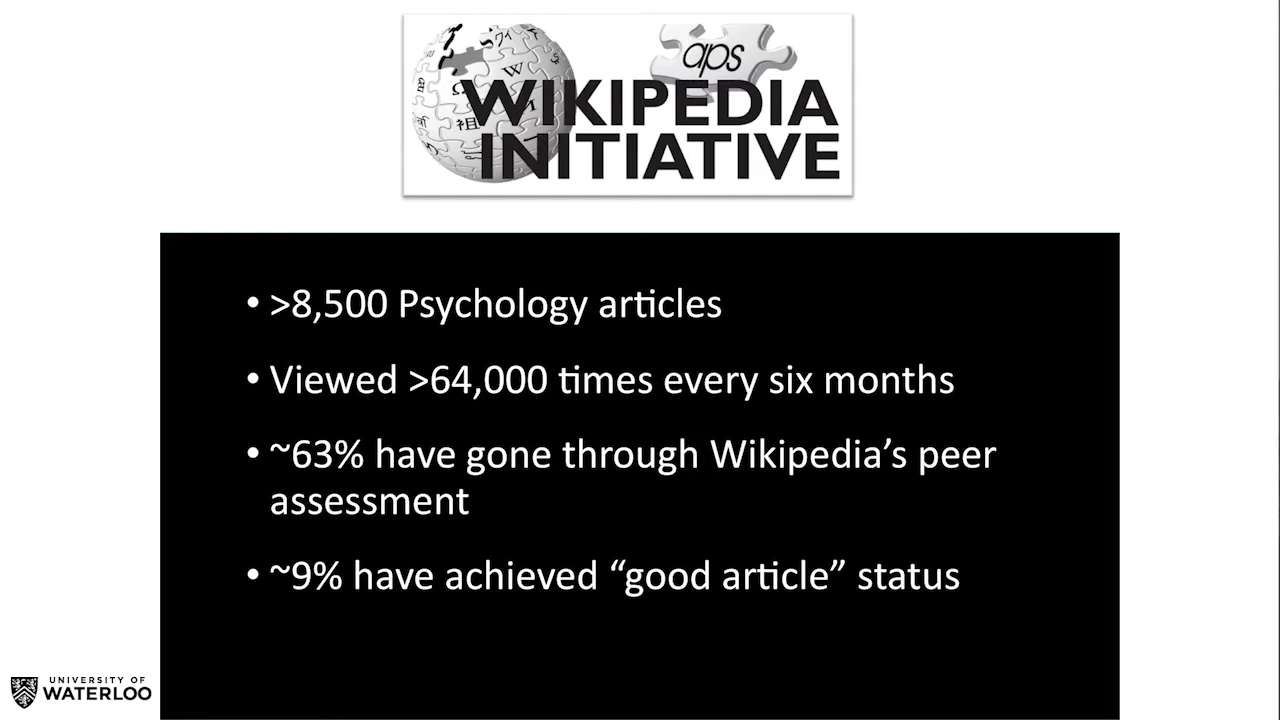 aps
WIKIPEDIA
INITIATIVE
• >8,500 Psychology articles
• Viewed >64,000 times every six months
• ~63% have gone through Wikipedia’s peer
assessment
• ~9% have achieved “good article” status
UNIVERSITY OF
WATERLOO